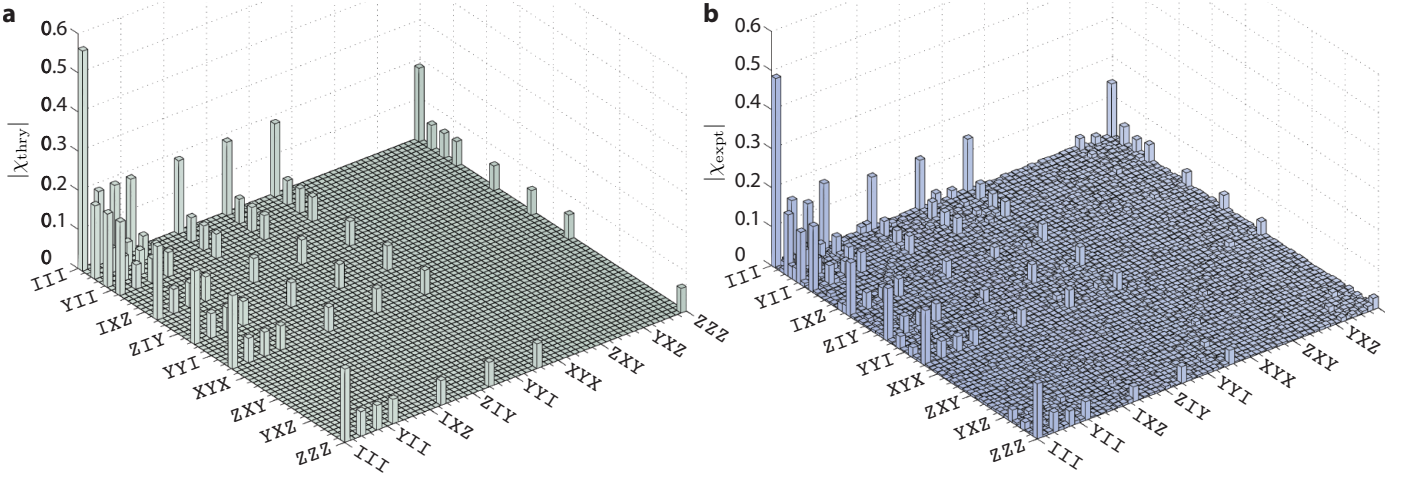 a
0.6
0.5
0.4
0.3
0.2
0.1
0
|χthry|
III
YII
IXZ
ZIY
YYI
XYX
ZXY
YXZ
ZZZ
III
YII
IXZ
ZIY
YYI
XYX
ZXY
YXZ
ZZZ
b
0.6
0.5
0.4
0.3
0.2
0.1
0
|χexpt|
III
YII
IXZ
ZIY
YYI
XYX
ZXY
YXZ
ZZZ
III
YII
IXZ
ZIY
YYI
XYX
ZXY
YXZ